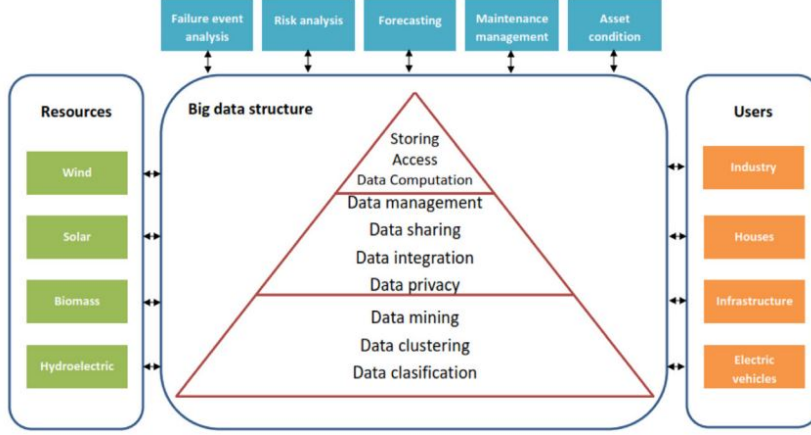 Failure event
analysis
Risk analysis
Forecasting
Maintenance
management
Asset
condition
Resources
Wind
Solar
Biomass
Hydroelectric
Big data structure
Storing
Access
Data Computation
Data management
Data sharing
Data integration
Data privacy
Data mining
Data clustering
Data clasification
Users
Industry
Houses
Infrastructure
Electric
vehicles